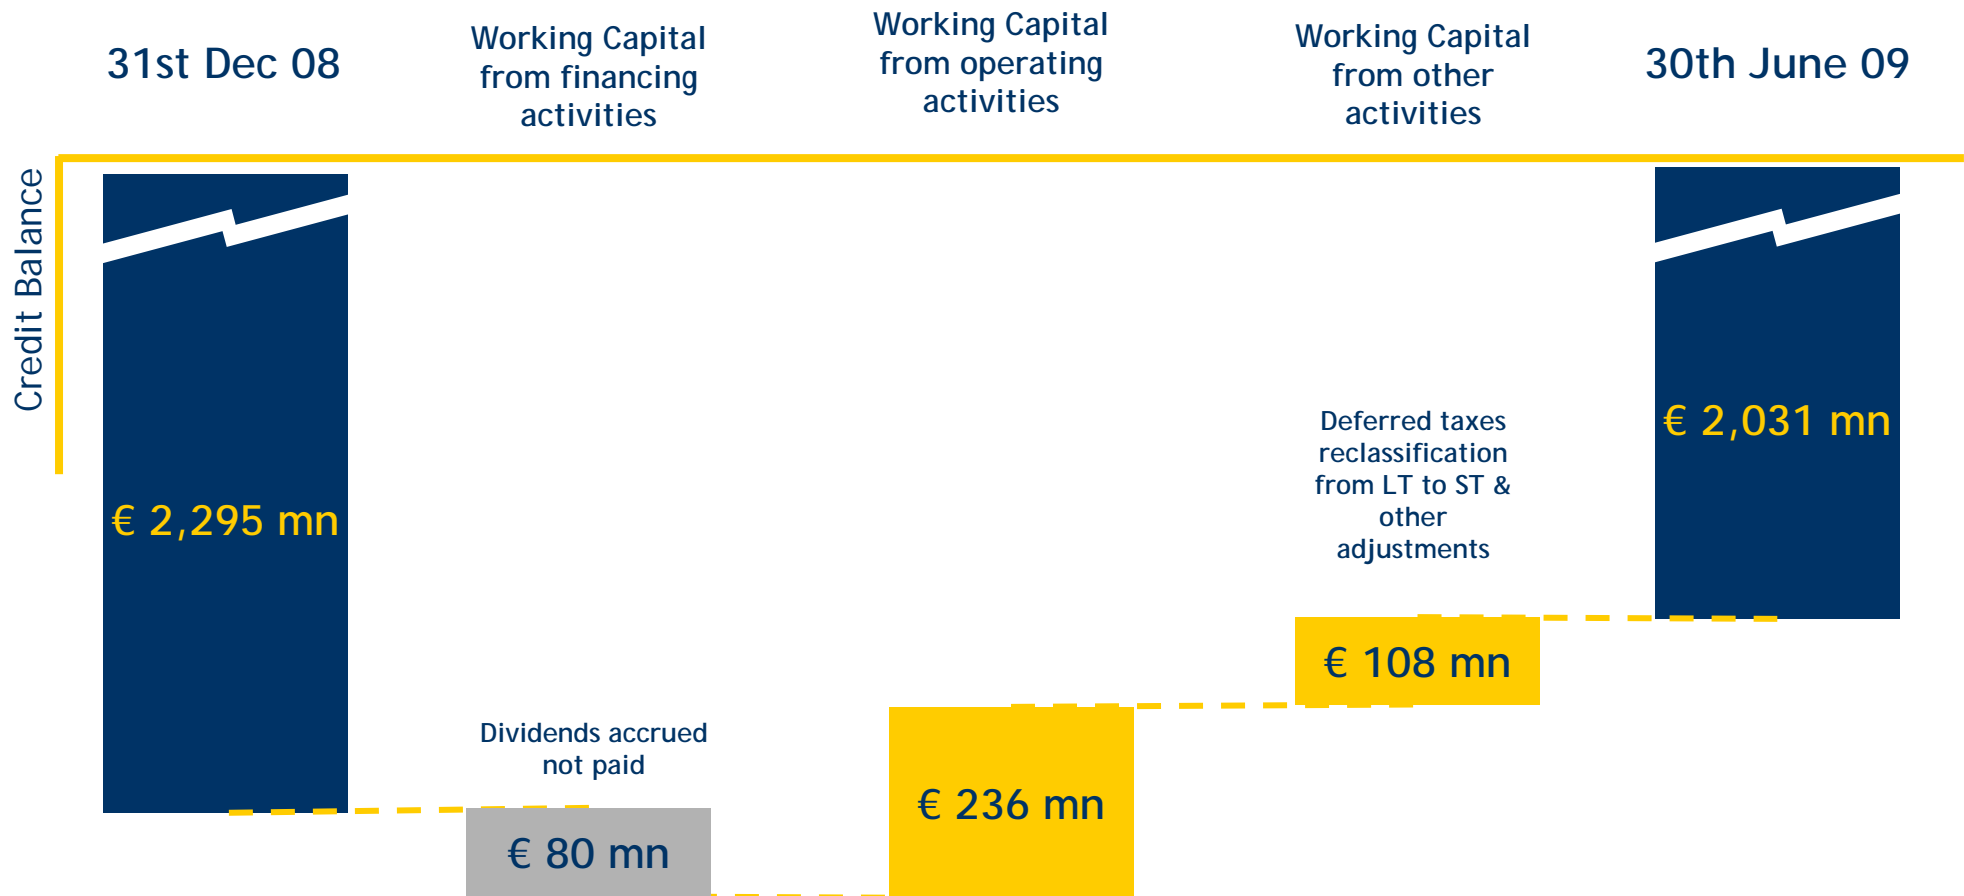 31st Dec 08
Working Capital
from financing
activities
Working Capital
from operating
activities
Working Capital
from other
activities
30th June 09
Credit Balance
€ 2,295 mn
Dividends accrued
not paid
€ 80 mn
€ 236 mn
Deferred taxes
reclassification
from LT to ST &
other
adjustments
€ 108 mn
€ 2,031 mn